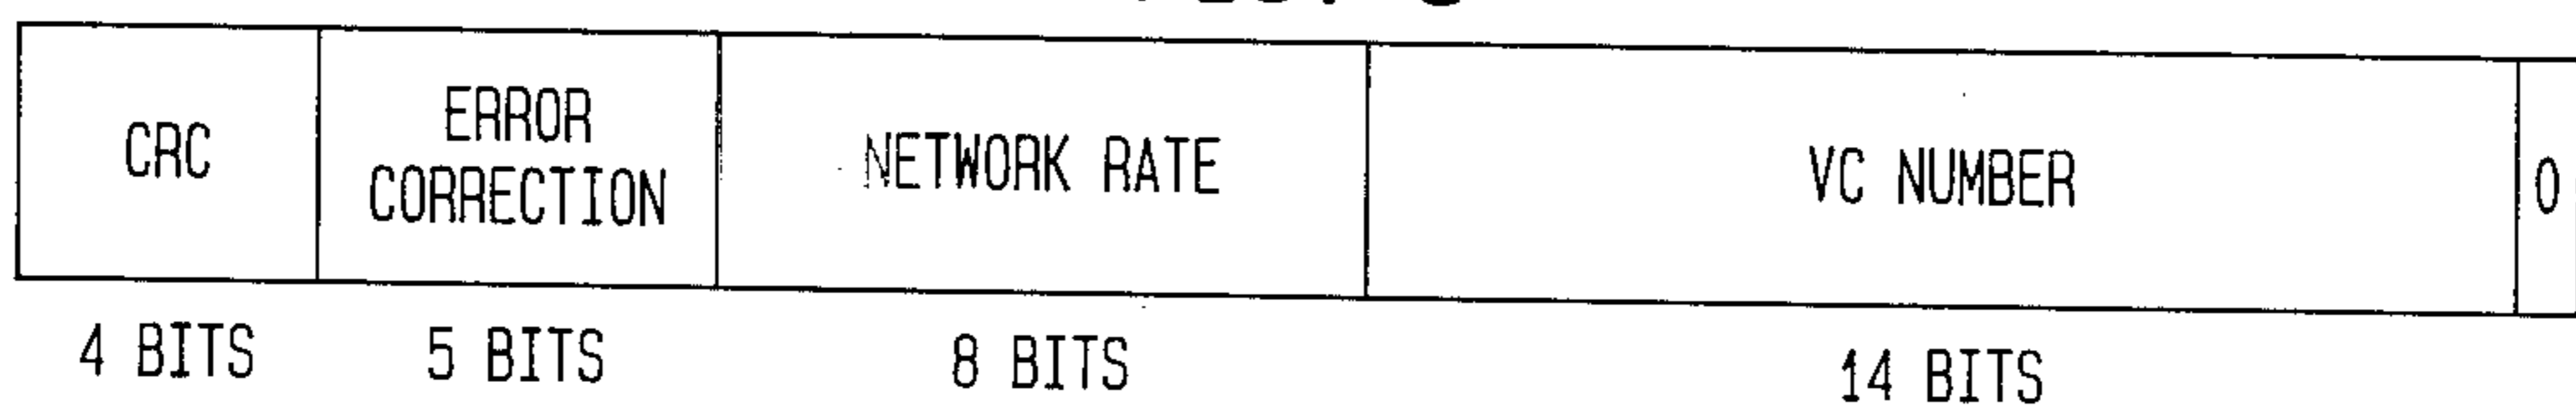 CRC
ERROR
CORRECTION
NETWORK RATE
VC NUMBER
0
4 BITS
5 BITS
8 BITS
14 BITS